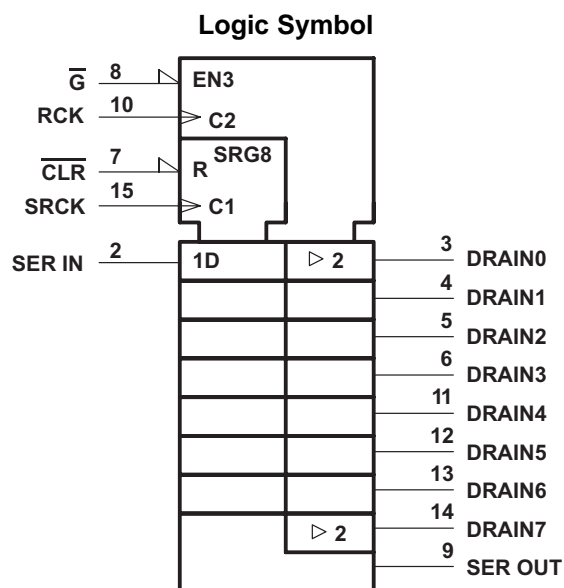 Logic Symbol
G 8 EN3
RCK 10 C2
SRG8
CLR 7 R
SRCK 15 C1
SER IN 2 1D ▷ 2 3 DRAIN0
4 DRAIN1
5 DRAIN2
6 DRAIN3
11 DRAIN4
12 DRAIN5
13 DRAIN6
▷ 2 14 DRAIN7
9 SER OUT